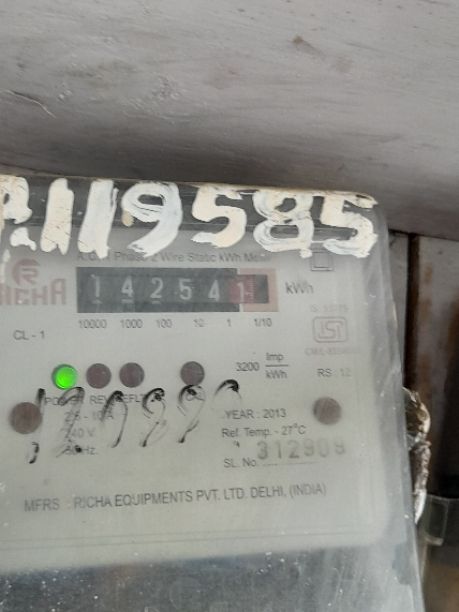 R.119585
A.C. Phase 2 Wire Static kWh Meter
RICHA
142541 kWh
10000 1000 100 10 1 1/10
CL - 1
3200 Imp/kWh
RS : 12
YEAR : 2013
240 V.
Ref. Temp. - 27°C
SL. No. 312909
MFRS : RICHA EQUIPMENTS PVT. LTD. DELHI, (INDIA)